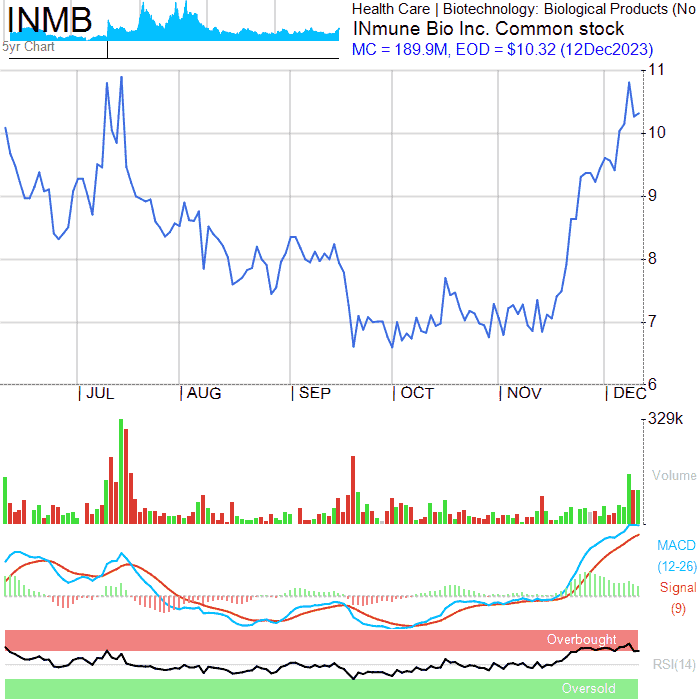 INMB
5yr Chart
Health Care | Biotechnology: Biological Products (No
INmune Bio Inc. Common stock
MC = 189.9M, EOD = $10.32 (12Dec2023)
11
10
9
8
7
6
| JUL | AUG | SEP | OCT | NOV | DEC
329k
Volume
MACD
(12-26)
Signal
(9)
Overbought
RSI(14)
Oversold